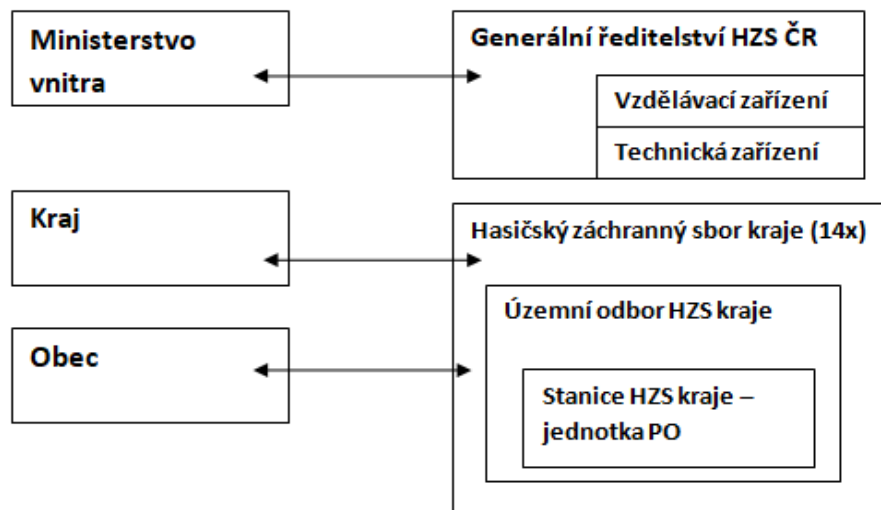 Ministerstvo
vnitra
Generální ředitelství HZS ČR
Vzdělávací zařízení
Technická zařízení
Kraj
Hasičský záchranný sbor kraje (14x)
Územní odbor HZS kraje
Obec
Stanice HZS kraje –
jednotka PO